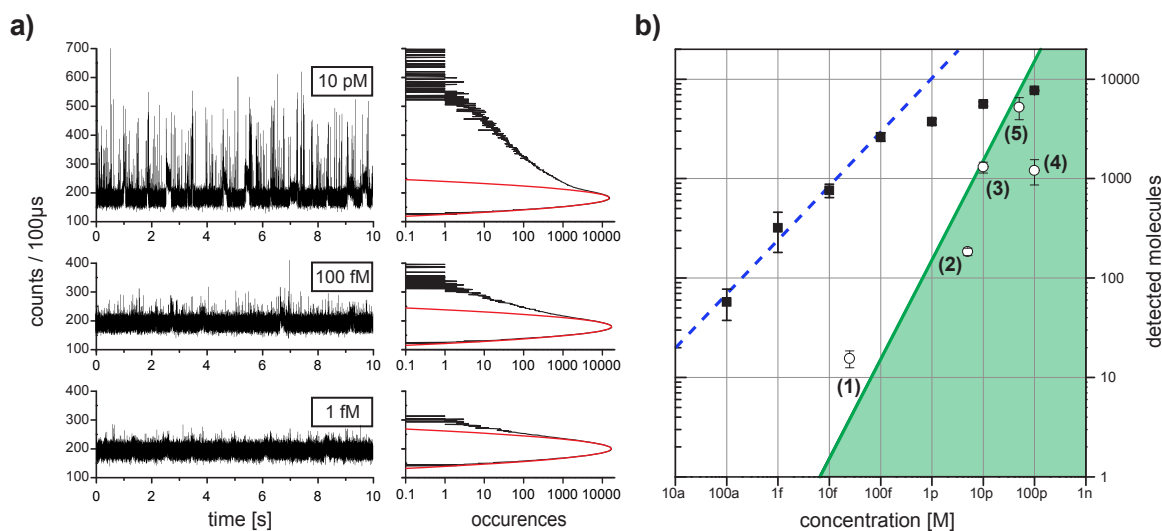 a)
b)
700
600
500
400
300
200
100
10 pM
0 2 4 6 8 10
0.1 1 10 100 1000 10000
counts / 100µs
400
300
200
100
100 fM
0 2 4 6 8 10
0.1 1 10 100 1000 10000
400
300
200
100
1 fM
0 2 4 6 8 10
0.1 1 10 100 1000 10000
time [s]
occurences
10000
1000
100
10
1
detected molecules
(1)
(2)
(3)
(4)
(5)
10a 100a 1f 10f 100f 1p 10p 100p 1n
concentration [M]